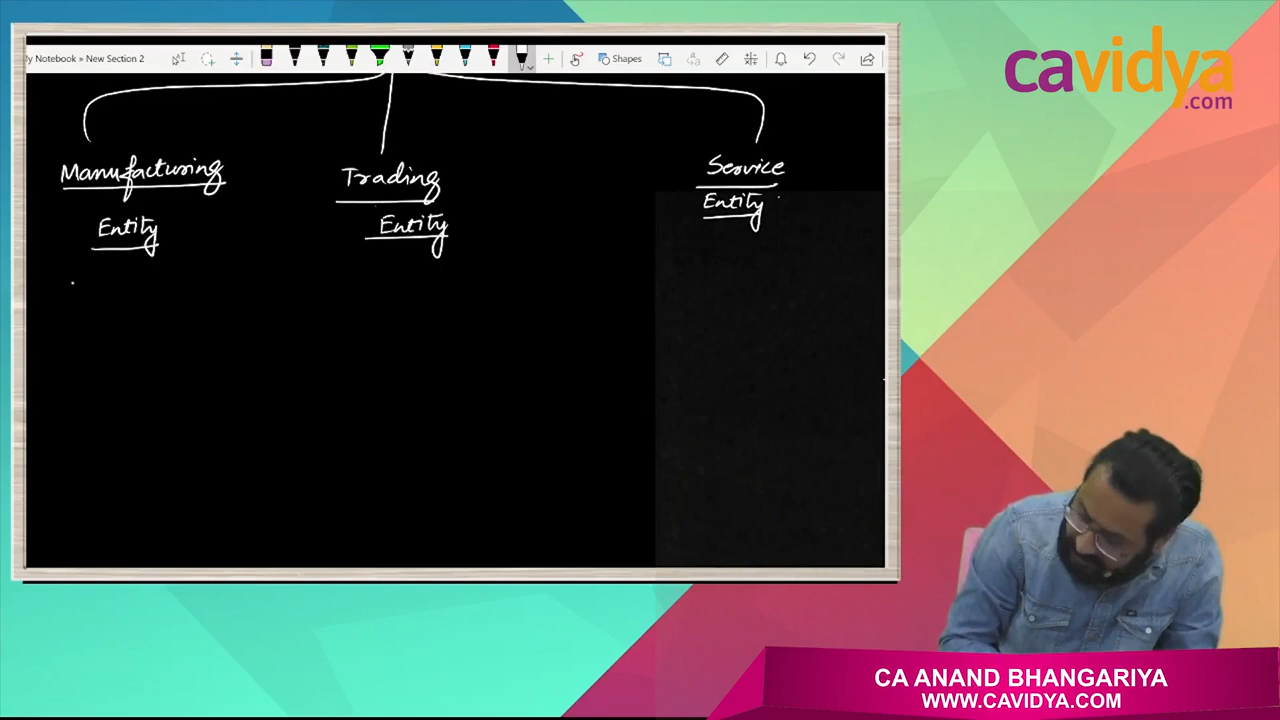 ly Notebook » New Section 2
Shapes
cavidya
.com
Manufacturing
Entity
Trading
Entity
Service
Entity
CA ANAND BHANGARIYA
WWW.CAVIDYA.COM